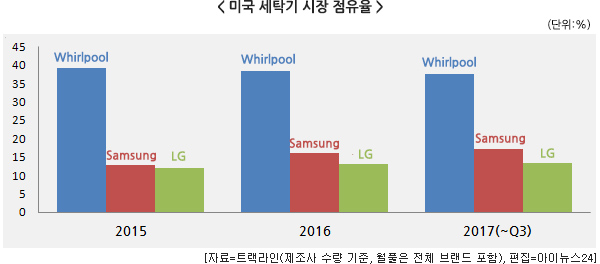 < 미국 세탁기 시장 점유율 >
(단위:%)
45
40
35
30
25
20
15
10
5
0
Whirlpool
Samsung
LG
Whirlpool
Samsung
LG
Whirlpool
Samsung
LG
2015
2016
2017(~Q3)
[자료=트랙라인(제조사 수량 기준, 월풀은 전체 브랜드 포함), 편집=아이뉴스24]